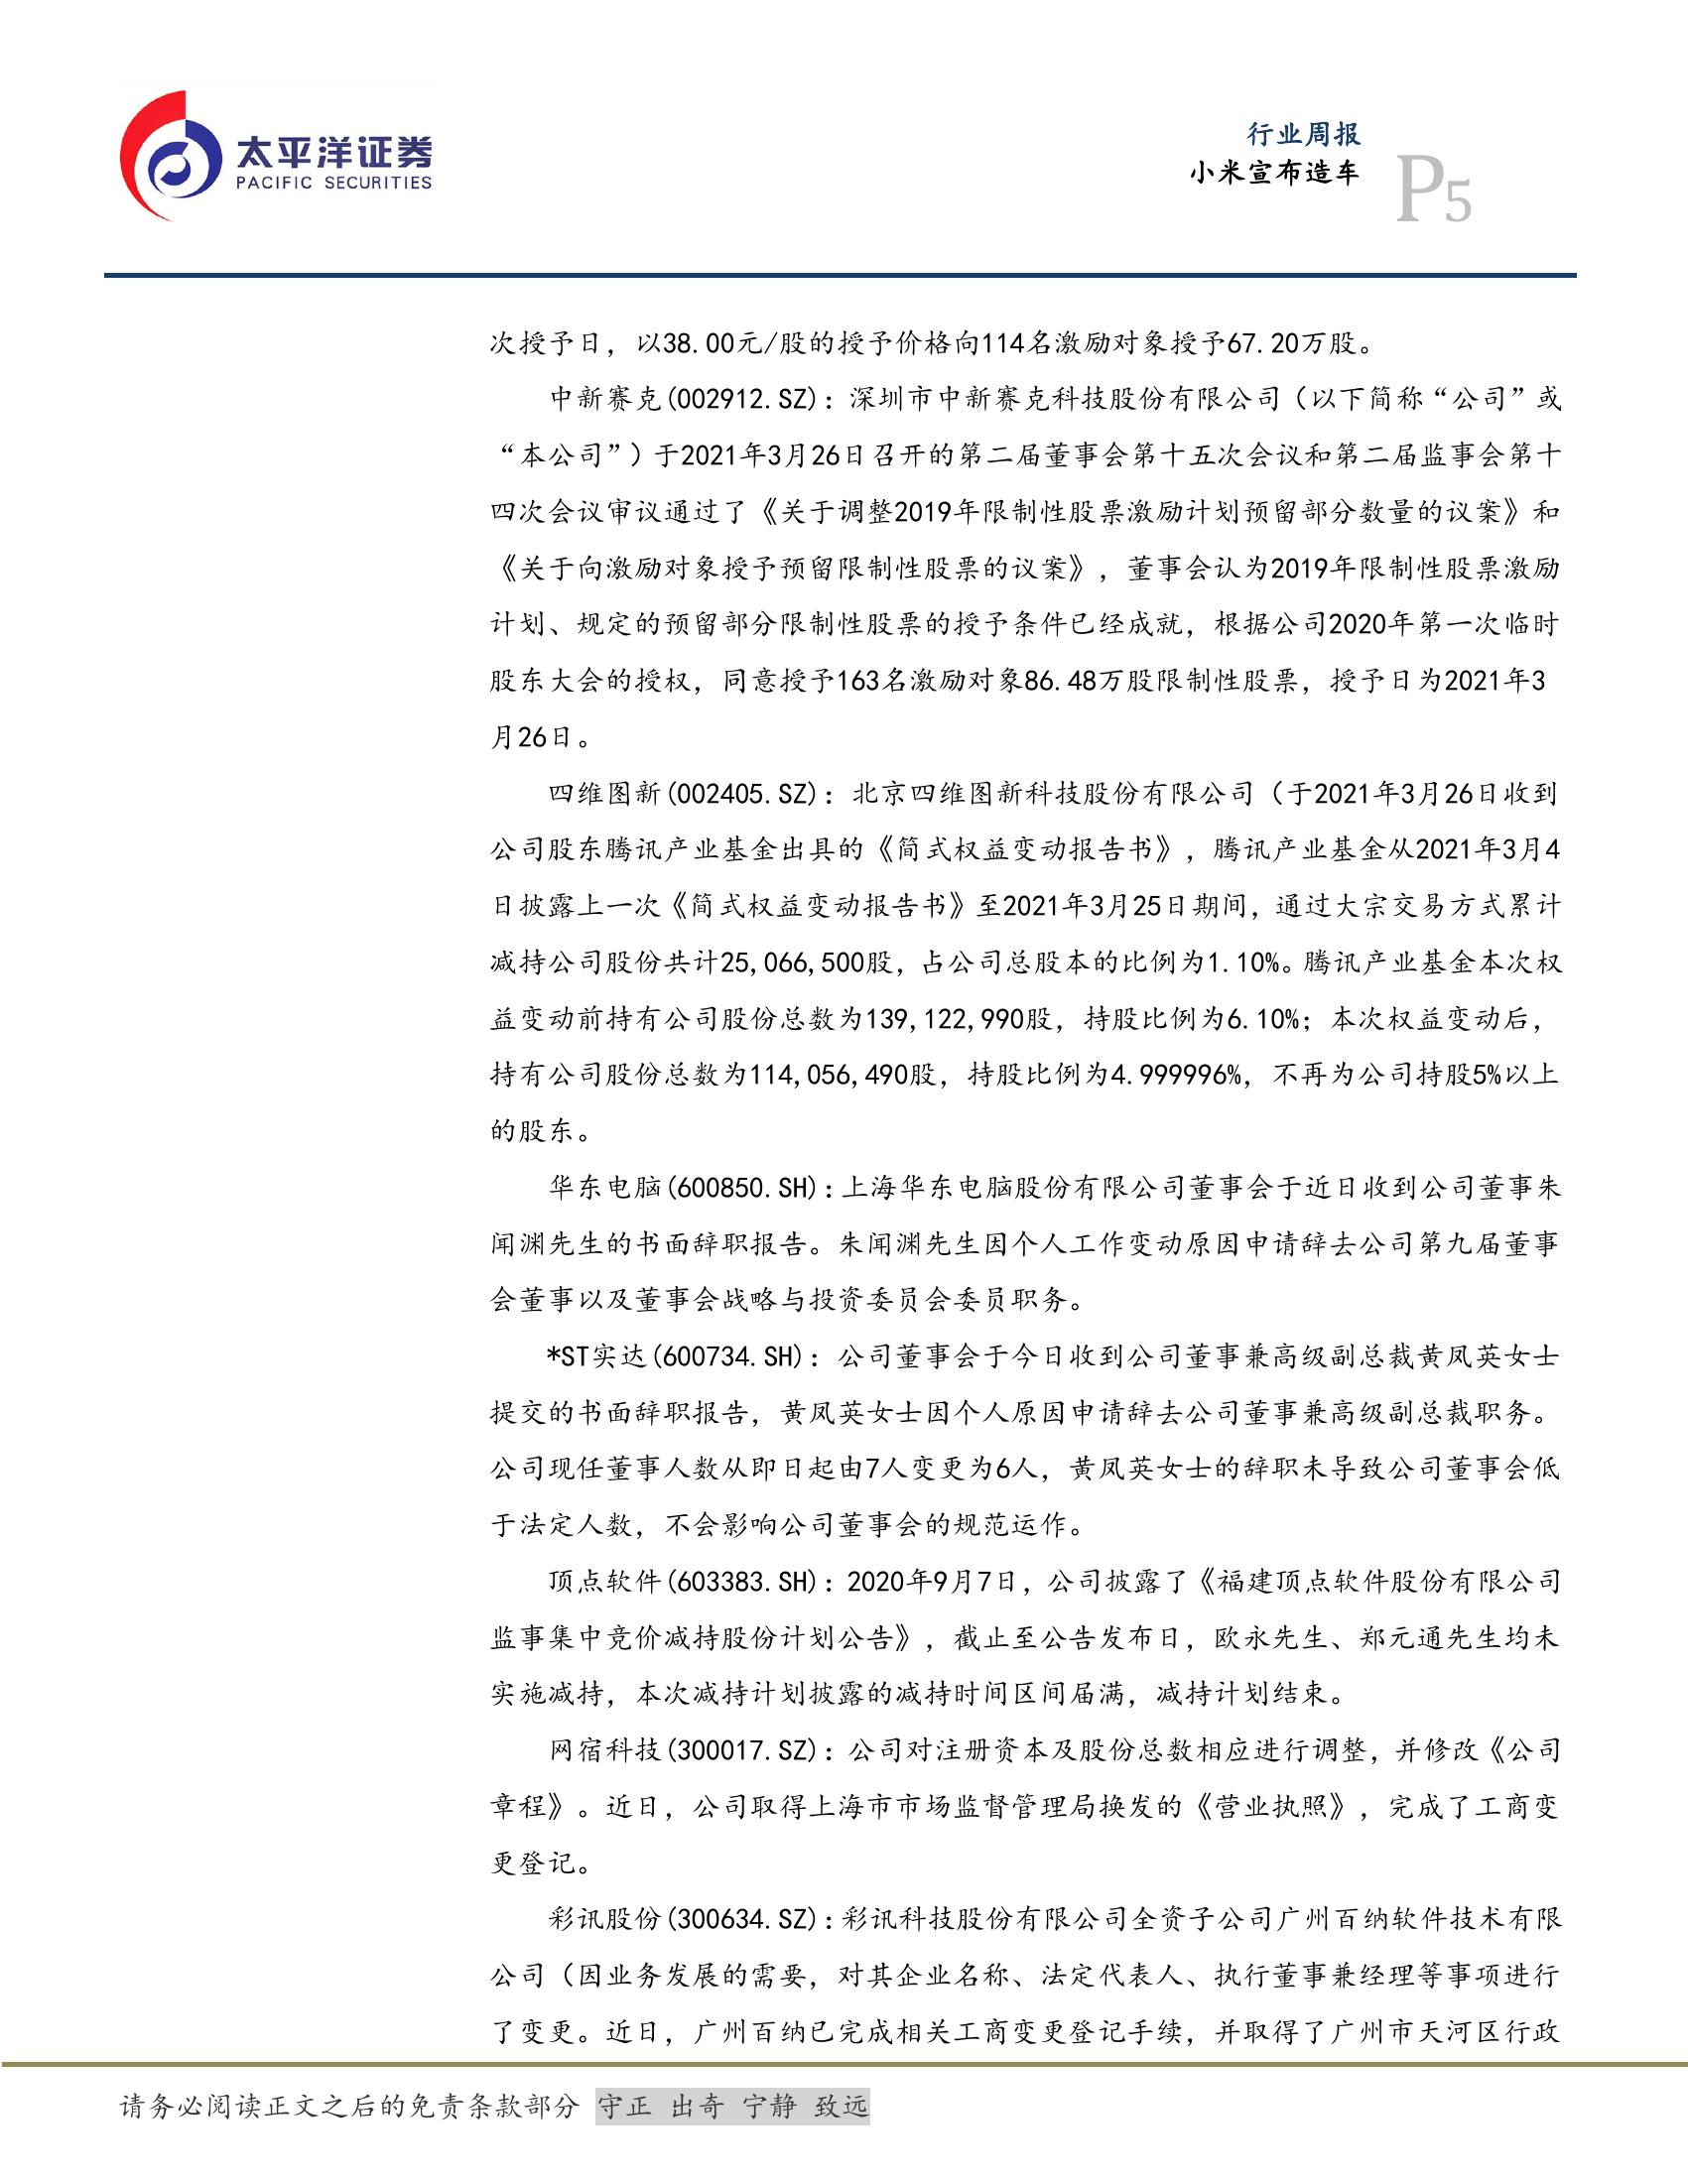 太平洋证券
PACIFIC SECURITIES
行业周报
小米宣布造车
P5
次授予日，以38.00元/股的授予价格向114名激励对象授予67.20万股。
中新赛克(002912.SZ)：深圳市中新赛克科技股份有限公司（以下简称“公司”或
“本公司”）于2021年3月26日召开的第二届董事会第十五次会议和第二届监事会第十
四次会议审议通过了《关于调整2019年限制性股票激励计划预留部分数量的议案》和
《关于向激励对象授予预留限制性股票的议案》，董事会认为2019年限制性股票激励
计划、规定的预留部分限制性股票的授予条件已经成就，根据公司2020年第一次临时
股东大会的授权，同意授予163名激励对象86.48万股限制性股票，授予日为2021年3
月26日。
四维图新(002405.SZ)：北京四维图新科技股份有限公司（于2021年3月26日收到
公司股东腾讯产业基金出具的《简式权益变动报告书》，腾讯产业基金从2021年3月4
日披露上一次《简式权益变动报告书》至2021年3月25日期间，通过大宗交易方式累计
减持公司股份共计25,066,500股，占公司总股本的比例为1.10%。腾讯产业基金本次权
益变动前持有公司股份总数为139,122,990股，持股比例为6.10%；本次权益变动后，
持有公司股份总数为114,056,490股，持股比例为4.999996%，不再为公司持股5%以上
的股东。
华东电脑(600850.SH)：上海华东电脑股份有限公司董事会于近日收到公司董事朱
闻渊先生的书面辞职报告。朱闻渊先生因个人工作变动原因申请辞去公司第九届董事
会董事以及董事会战略与投资委员会委员职务。
*ST实达(600734.SH)：公司董事会于今日收到公司董事兼高级副总裁黄凤英女士
提交的书面辞职报告，黄凤英女士因个人原因申请辞去公司董事兼高级副总裁职务。
公司现任董事人数从即日起由7人变更为6人，黄凤英女士的辞职未导致公司董事会低
于法定人数，不会影响公司董事会的规范运作。
顶点软件(603383.SH)：2020年9月7日，公司披露了《福建顶点软件股份有限公司
监事集中竞价减持股份计划公告》，截止至公告发布日，欧永先生、郑元通先生均未
实施减持，本次减持计划披露的减持时间区间届满，减持计划结束。
网宿科技(300017.SZ)：公司对注册资本及股份总数相应进行调整，并修改《公司
章程》。近日，公司取得上海市市场监督管理局换发的《营业执照》，完成了工商变
更登记。
彩讯股份(300634.SZ)：彩讯科技股份有限公司全资子公司广州百纳软件技术有限
公司（因业务发展的需要，对其企业名称、法定代表人、执行董事兼经理等事项进行
了变更。近日，广州百纳已完成相关工商变更登记手续，并取得了广州市天河区行政
请务必阅读正文之后的免责条款部分 守正 出奇 宁静 致远